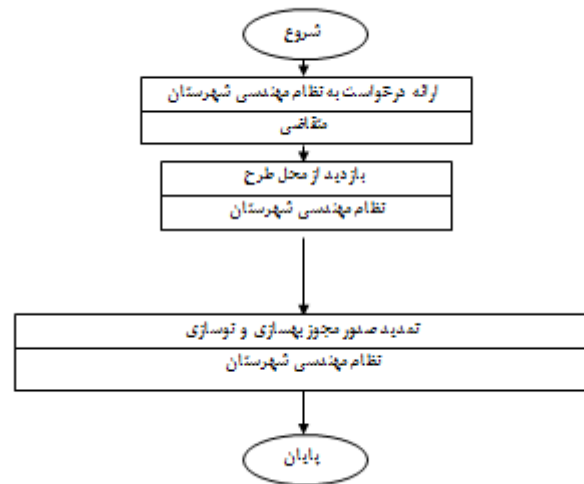 شروع
ارائه درخواست به نظام مهندسی شهرستان
متقاضی
بازدید از محل طرح
نظام مهندسی شهرستان
تمدید صدور مجوز بهسازی و نوسازی
نظام مهندسی شهرستان
پایان